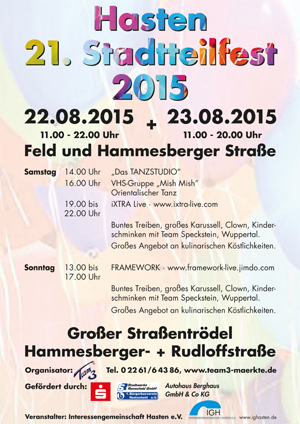 Hasten
21. Stadtteilfest
2015
22.08.2015 + 23.08.2015
11.00 - 22.00 Uhr 11.00 - 20.00 Uhr
Feld und Hammesberger Straße
Samstag 14.00 Uhr „Das TANZSTUDIO“
16.00 Uhr VHS-Gruppe „Mish Mish“
Orientalischer Tanz
19.00 bis iXTRA Live - www.ixtra-live.com
22.00 Uhr
Buntes Treiben, großes Karussell, Clown, Kinder-
schminken mit Team Speckstein, Wuppertal.
Großes Angebot an kulinarischen Köstlichkeiten.
Sonntag 13.00 bis FRAMEWORK - www.framework-live.jimdo.com
17.00 Uhr
Buntes Treiben, großes Karussell, Clown, Kinder-
schminken mit Team Speckstein, Wuppertal.
Großes Angebot an kulinarischen Köstlichkeiten.
Großer Straßentrödel
Hammesberger- + Rudloffstraße
Organisator: Team 3 Tel. 0 22 61/6 43 86, www.team3-maerkte.de
Gefördert durch: S Autohaus Berghaus
GmbH & Co KG
IGH
Veranstalter: Interessengemeinschaft Hasten e.V. www.ighasten.de